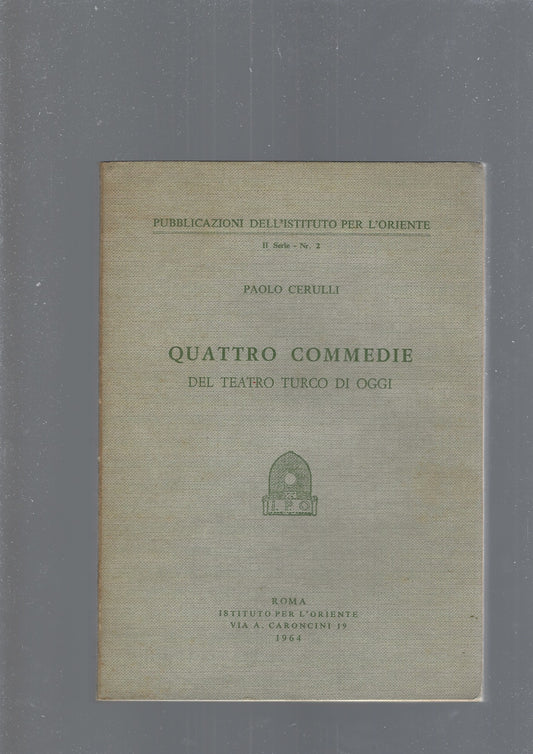 PUBBLICAZIONI DELL'ISTITUTO PER L'ORIENTE
II Serie - Nr. 2
PAOLO CERULLI
QUATTRO COMMEDIE
DEL TEATRO TURCO DI OGGI
I. P. O
ROMA
ISTITUTO PER L'ORIENTE
VIA A. CARONCINI 19
1964